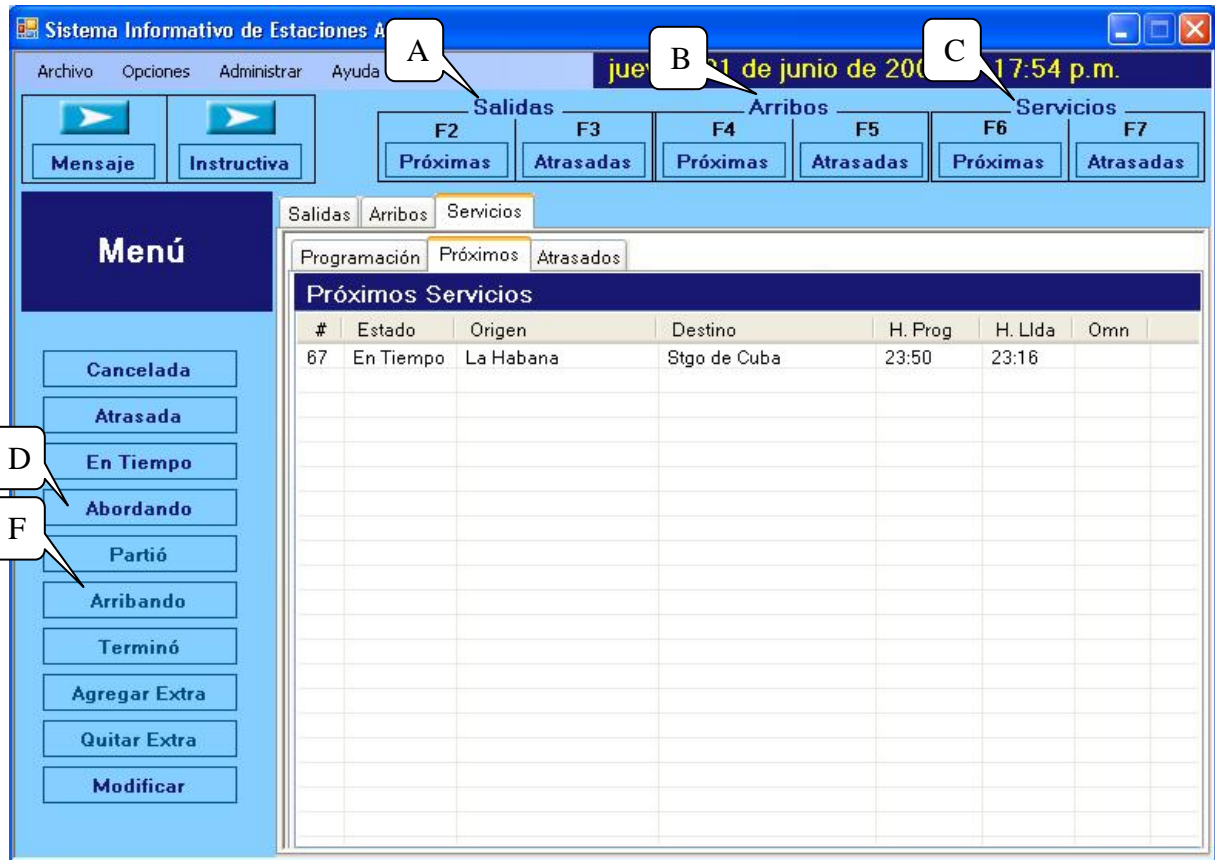 Sistema Informativo de Estaciones A
A
B
C
Archivo Opciones Administrar Ayuda
21 de junio de 17:54 p.m.
Salidas Arribos Servicios
F2 F3 F4 F5 F6 F7
Mensaje Instructiva Próximas Atrasadas Próximas Atrasadas Próximas Atrasadas
Menú
Salidas Arribos Servicios
Programación Próximos Atrasados
Próximos Servicios
# Estado Origen Destino H. Prog H. Llda Omn
67 En Tiempo La Habana Stgo de Cuba 23:50 23:16
Cancelada
Atrasada
D
En Tiempo
Abordando
F
Partió
Arribando
Terminó
Agregar Extra
Quitar Extra
Modificar